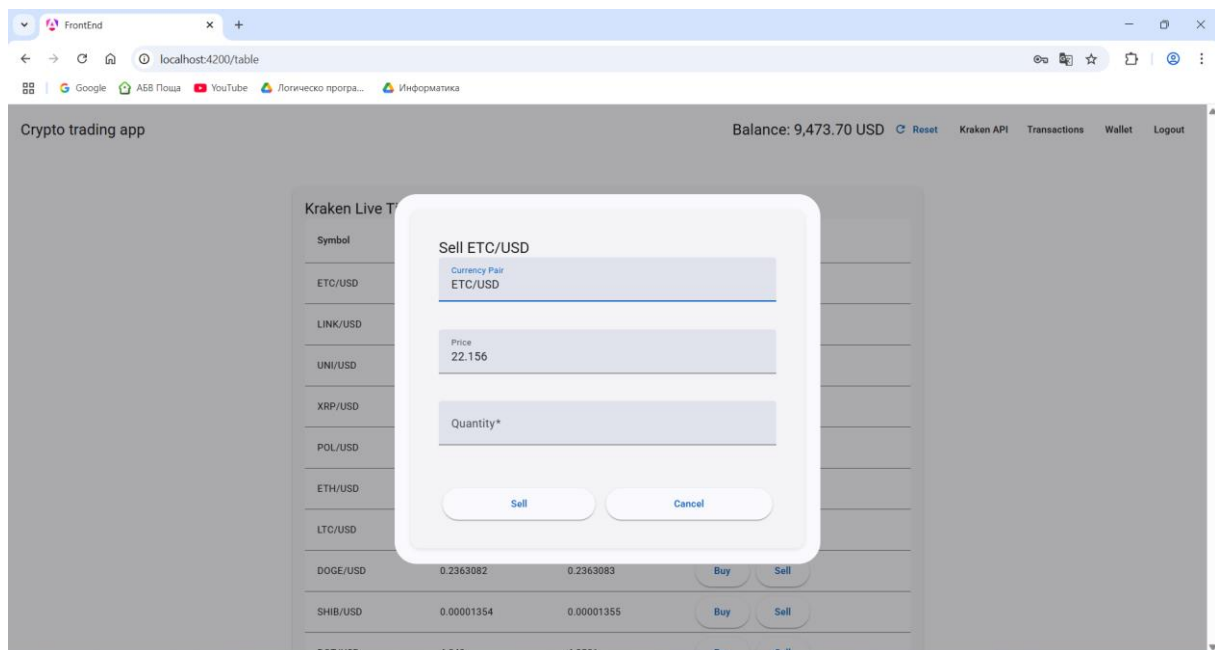 FrontEnd
localhost:4200/table
Google АБВ Поща YouTube Логическо програ... Информатика
Crypto trading app Balance: 9,473.70 USD Reset Kraken API Transactions Wallet Logout
Kraken Live Ti
Symbol
ETC/USD
LINK/USD
UNI/USD
XRP/USD
POL/USD
ETH/USD
LTC/USD
Sell ETC/USD
Currency Pair
ETC/USD
Price
22.156
Quantity*
Sell Cancel
DOGE/USD 0.2363082 0.2363083 Buy Sell
SHIB/USD 0.00001354 0.00001355 Buy Sell